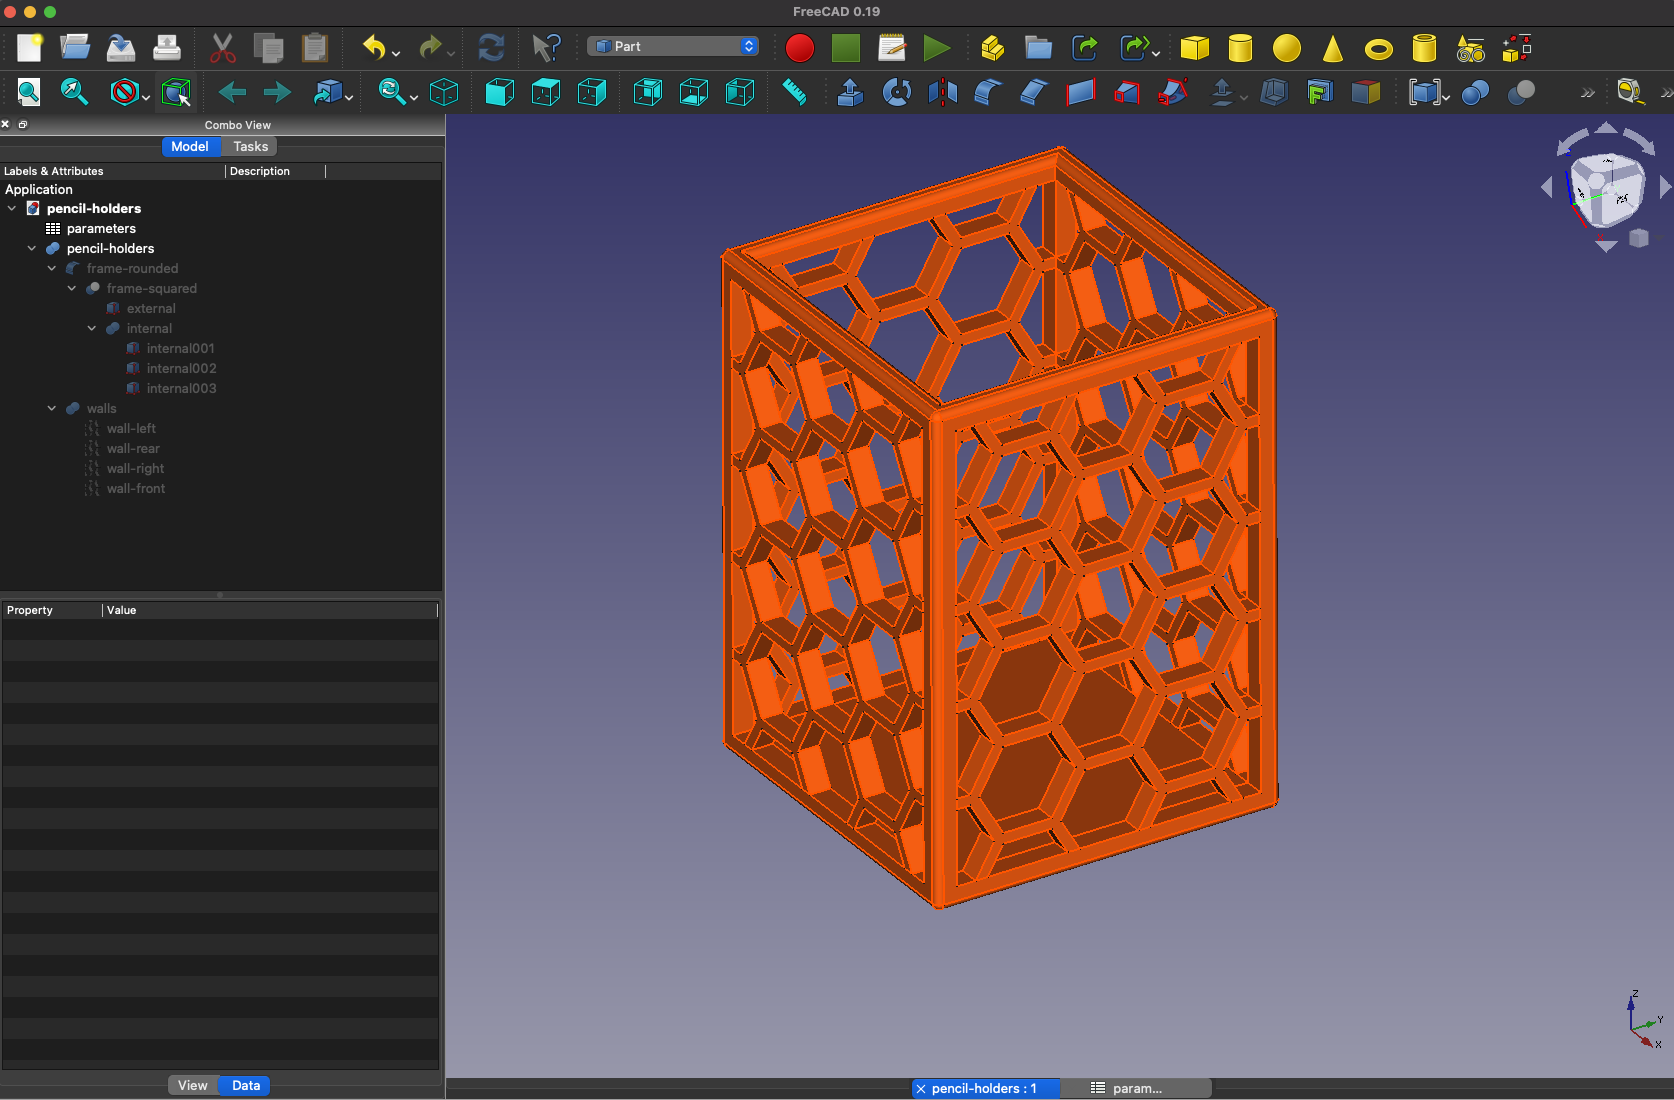 FreeCAD 0.19
Part
Combo View
Model Tasks
Labels & Attributes Description
Application
pencil-holders
parameters
pencil-holders
frame-rounded
frame-squared
external
internal
internal001
internal002
internal003
walls
wall-left
wall-rear
wall-right
wall-front
Property Value
Z
Y
X
View Data
pencil-holders : 1
param...